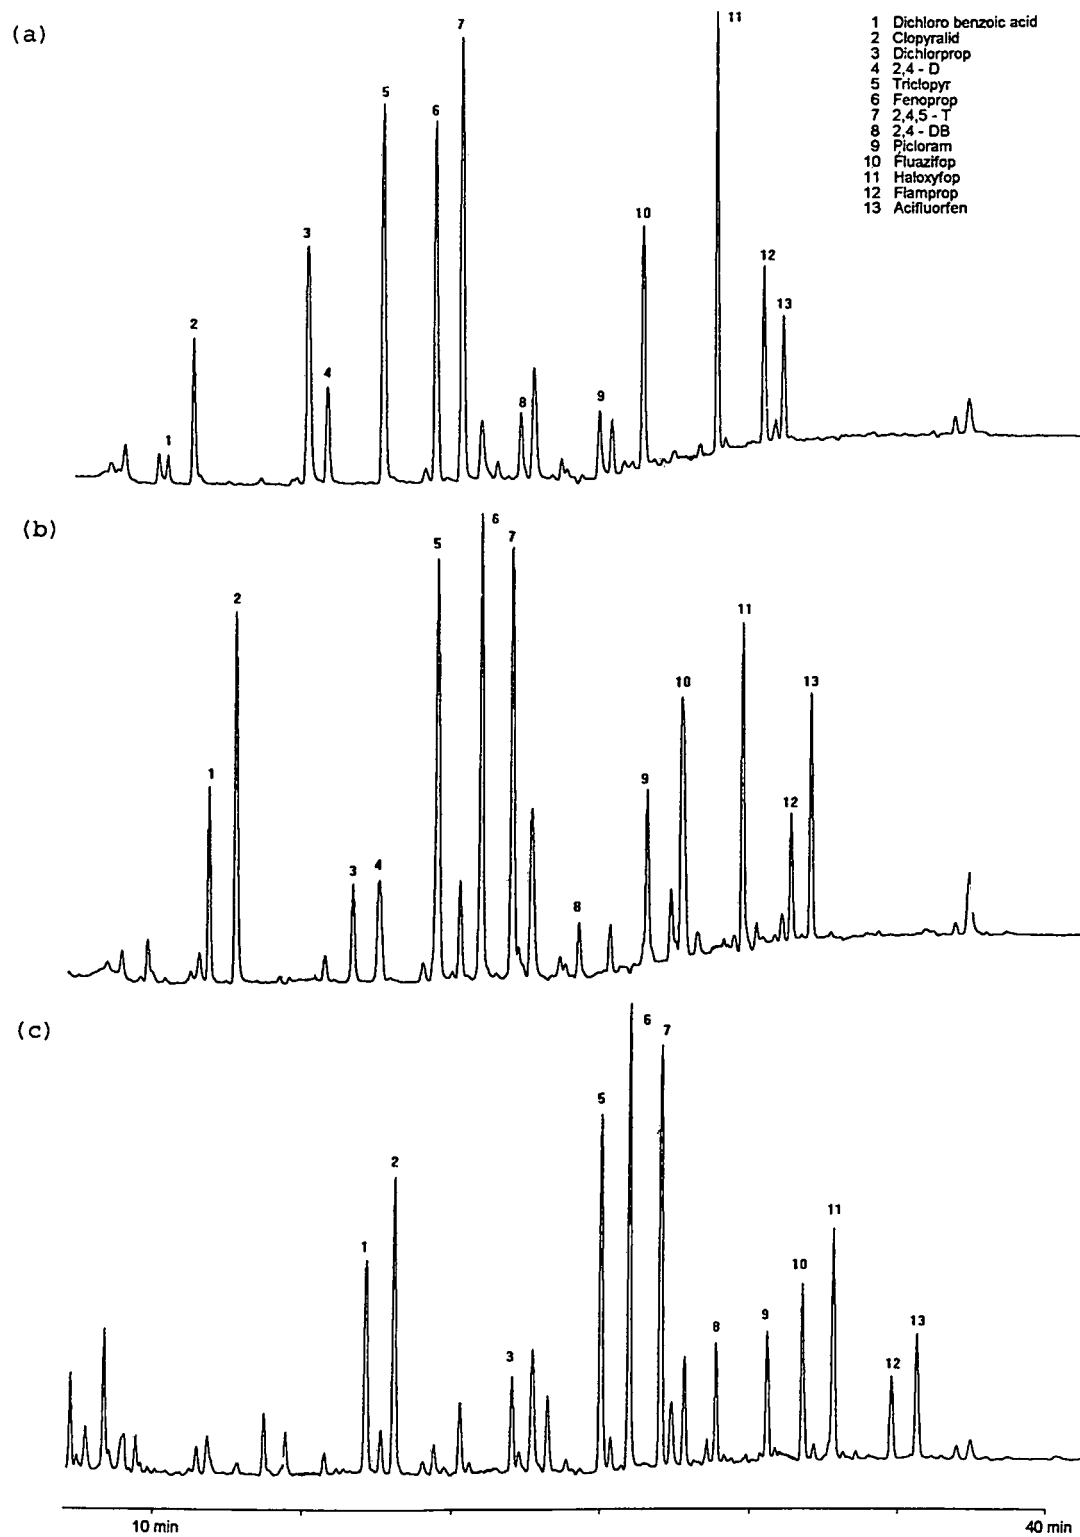 (a)
1 Dichloro benzoic acid
2 Clopyralid
3 Dichlorprop
4 2,4 - D
5 Triclopyr
6 Fenoprop
7 2,4,5 - T
8 2,4 - DB
9 Picloram
10 Fluazifop
11 Haloxyfop
12 Flamprop
13 Acifluorfen
1
2
3
4
5
6
7
8
9
10
11
12
13
(b)
1
2
3
4
5
6
7
8
9
10
11
12
13
(c)
1
2
3
5
6
7
8
9
10
11
12
13
10 min
40 min